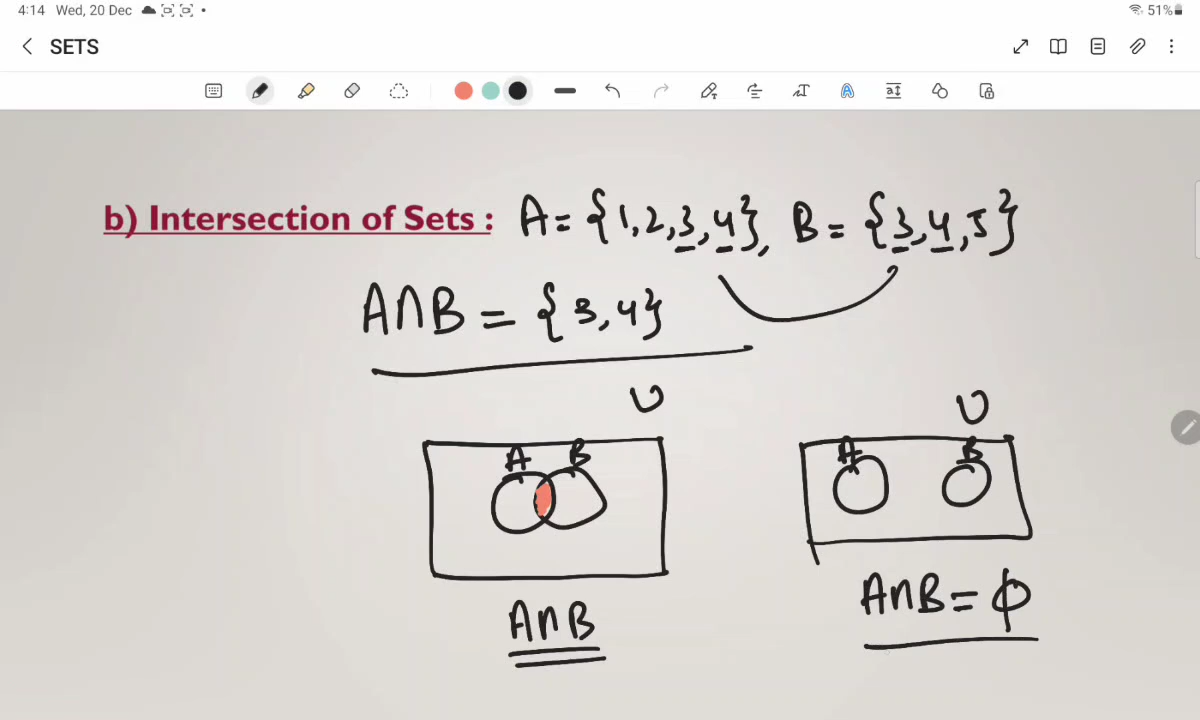 4:14 Wed, 20 Dec
51%
SETS
b) Intersection of Sets : A = {1,2,3,4}, B = {3,4,5}
A∩B = {3,4}
U
U
A B
A B
A∩B
A∩B = ϕ